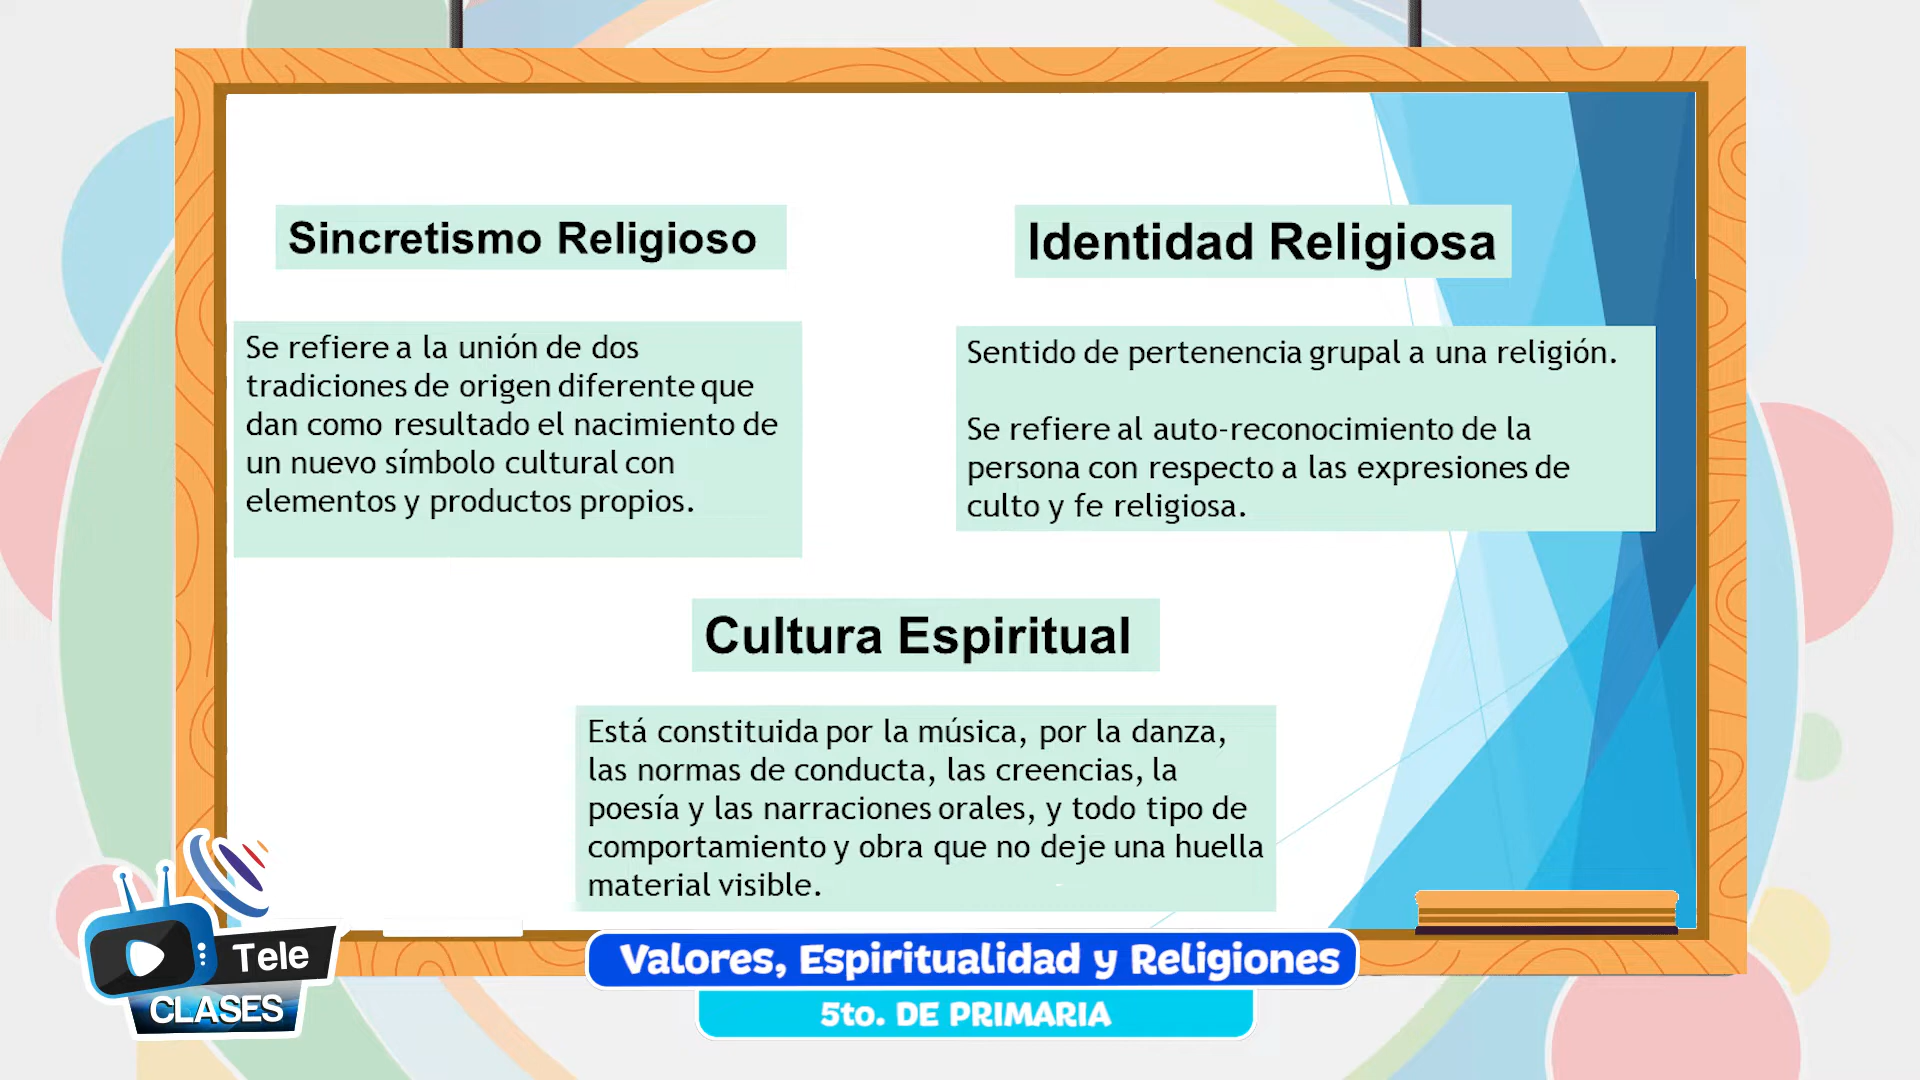 Sincretismo Religioso
Se refiere a la unión de dos
tradiciones de origen diferente que
dan como resultado el nacimiento de
un nuevo símbolo cultural con
elementos y productos propios.
Identidad Religiosa
Sentido de pertenencia grupal a una religión.
Se refiere al auto-reconocimiento de la
persona con respecto a las expresiones de
culto y fe religiosa.
Cultura Espiritual
Está constituida por la música, por la danza,
las normas de conducta, las creencias, la
poesía y las narraciones orales, y todo tipo de
comportamiento y obra que no deje una huella
material visible.
Tele
CLASES
Valores, Espiritualidad y Religiones
5to. DE PRIMARIA